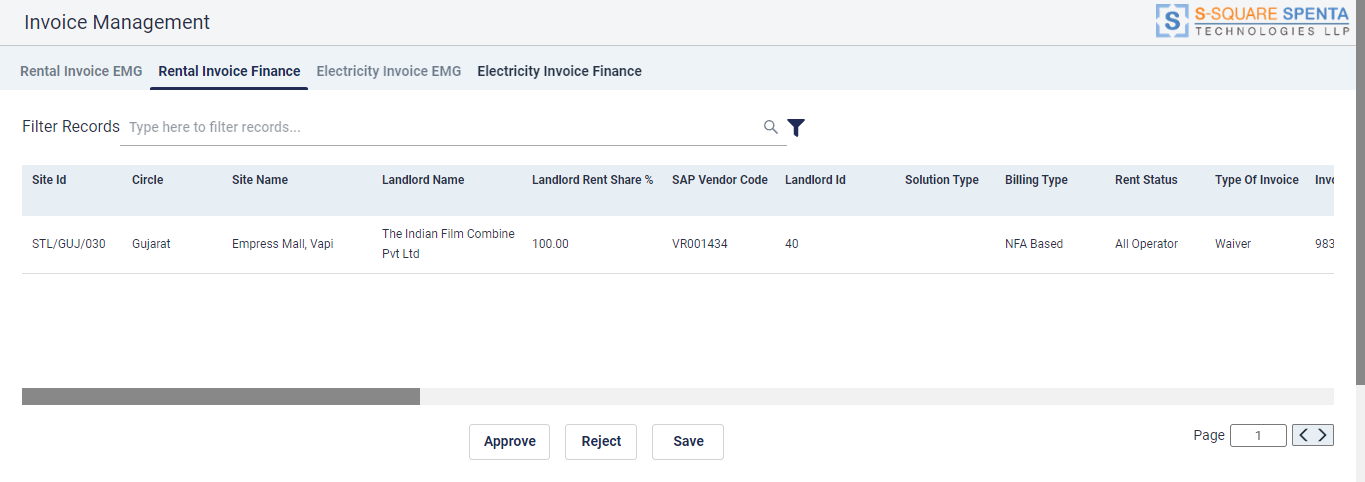 Invoice Management
S
S-SQUARE SPENTA
TECHNOLOGIES LLP
Rental Invoice EMG Rental Invoice Finance Electricity Invoice EMG Electricity Invoice Finance
Filter Records Type here to filter records...
Site Id Circle Site Name Landlord Name Landlord Rent Share % SAP Vendor Code Landlord Id Solution Type Billing Type Rent Status Type Of Invoice
STL/GUJ/030 Gujarat Empress Mall, Vapi The Indian Film Combine Pvt Ltd 100.00 VR001434 40 NFA Based All Operator Waiver 983
Approve Reject Save
Page 1 < >